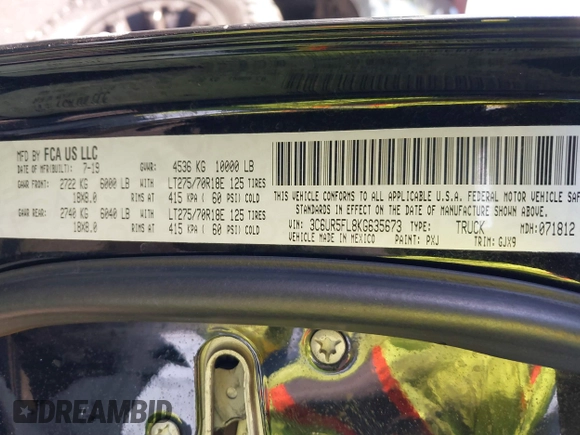 MFD BY FCA US LLC
DATE OF MFR(BUILT): 7-19
GVWR: 4536 KG 10000 LB
GAWR FRONT: 2722 KG 6000 LB WITH LT275/70R18E 125 TIRES
18X8.0 RIMS AT 415 KPA ( 60 PSI) COLD
GAWR REAR: 2740 KG 6040 LB WITH LT275/70R18E 125 TIRES
18X8.0 RIMS AT 415 KPA ( 60 PSI) COLD
THIS VEHICLE CONFORMS TO ALL APPLICABLE U.S.A. FEDERAL MOTOR VEHICLE SAF
STANDARDS IN EFFECT ON THE DATE OF MANUFACTURE SHOWN ABOVE
VIN: 3C6UR5FL8KG635673 TYPE: TRUCK MDH: 071812
VEHICLE MADE IN MEXICO PAINT: PXJ TRIM: GJX9
DREAMBID